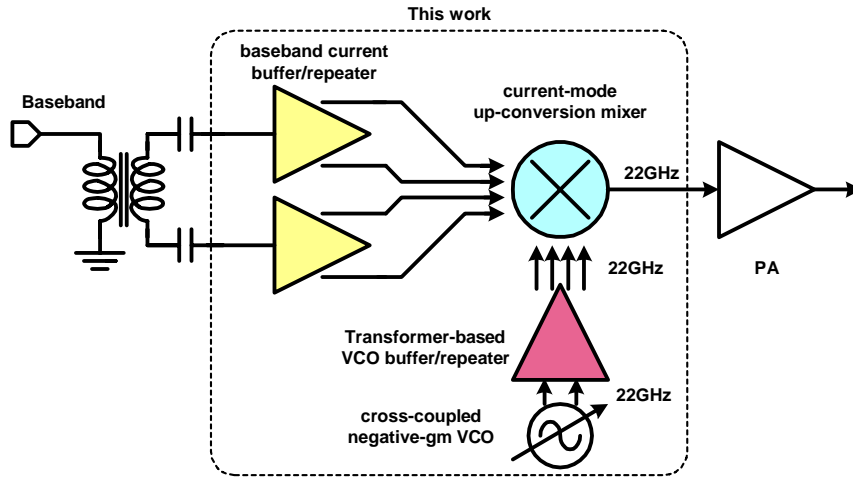 This work
baseband current
buffer/repeater
Baseband
current-mode
up-conversion mixer
22GHz
22GHz
PA
Transformer-based
VCO buffer/repeater
22GHz
cross-coupled
negative-gm VCO